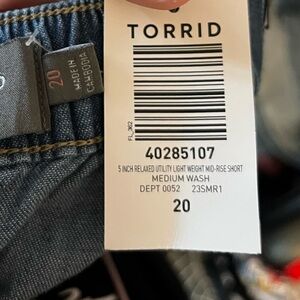 TORRID
FL_362
40285107
5 INCH RELAXED UTILITY LIGHT WEIGHT MID-RISE SHORT
MEDIUM WASH
DEPT 0052 23SMR1
20
20
MADE IN
CAMBODIA